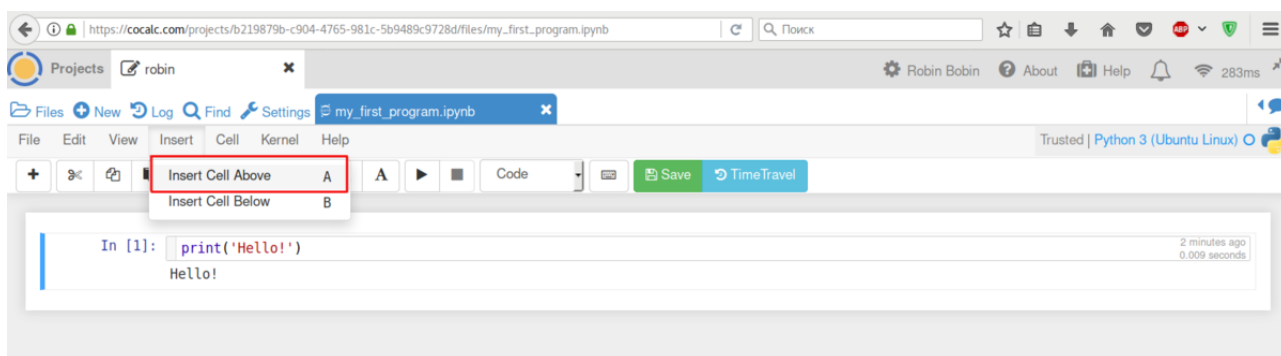 https://cocalc.com/projects/b219879b-c904-4765-981c-5b9489c9728d/files/my_first_program.ipynb Поиск ABP
Projects robin Robin Bobin About Help 283ms
Files New Log Find Settings my_first_program.ipynb
File Edit View Insert Cell Kernel Help Trusted | Python 3 (Ubuntu Linux)
Insert Cell Above A A Code Save TimeTravel
Insert Cell Below B
In [1]: print('Hello!') 2 minutes ago
0.009 seconds
Hello!